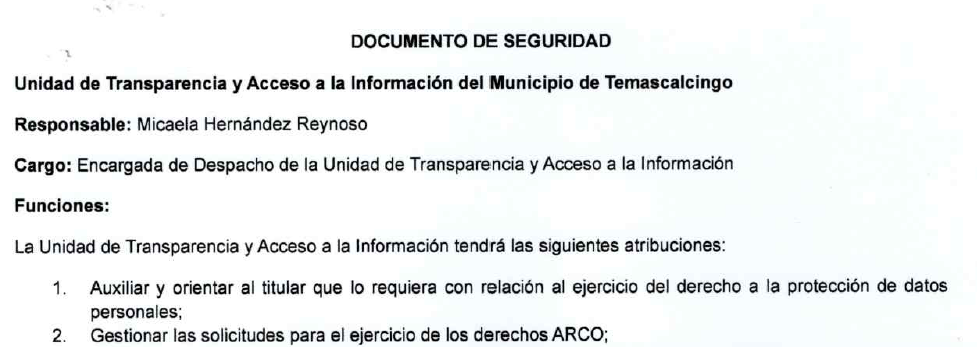 DOCUMENTO DE SEGURIDAD
Unidad de Transparencia y Acceso a la Información del Municipio de Temascalcingo
Responsable: Micaela Hernández Reynoso
Cargo: Encargada de Despacho de la Unidad de Transparencia y Acceso a la Información
Funciones:
La Unidad de Transparencia y Acceso a la Información tendrá las siguientes atribuciones:
1. Auxiliar y orientar al titular que lo requiera con relación al ejercicio del derecho a la protección de datos
personales;
2. Gestionar las solicitudes para el ejercicio de los derechos ARCO;